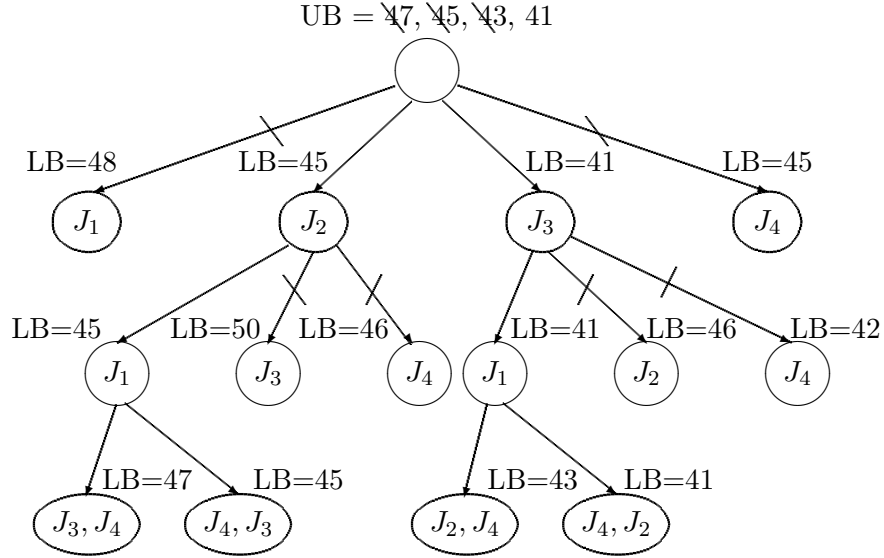 UB = 47, 45, 43, 41
LB=48 LB=45 LB=41 LB=45
J₁ J₂ J₃ J₄
LB=45 LB=50 LB=46 LB=41 LB=46 LB=42
J₁ J₃ J₄ J₁ J₂ J₄
LB=47 LB=45 LB=43 LB=41
J₃, J₄ J₄, J₃ J₂, J₄ J₄, J₂